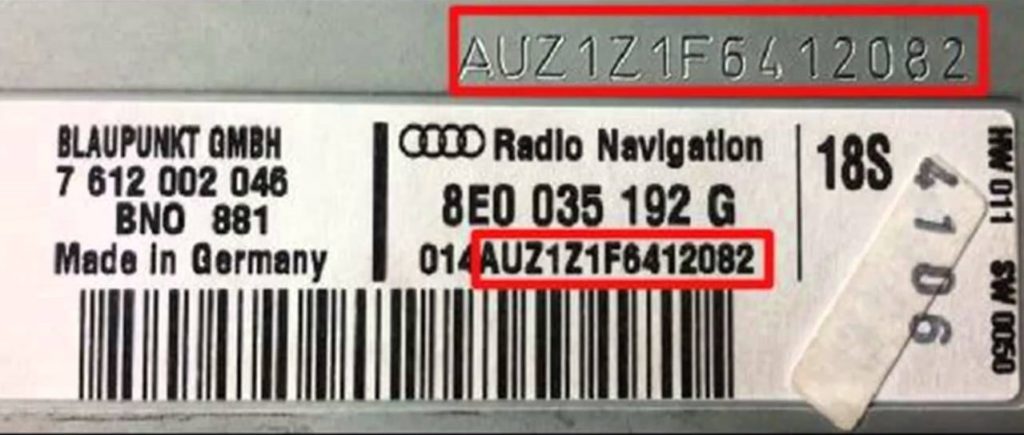 AUZ1Z1F6412082
BLAUPUNKT GMBH
7 612 002 046
BNO 881
Made in Germany
Radio Navigation
8E0 035 192 G
014AUZ1Z1F6412082
18S
4106
HW 011
SW 0050